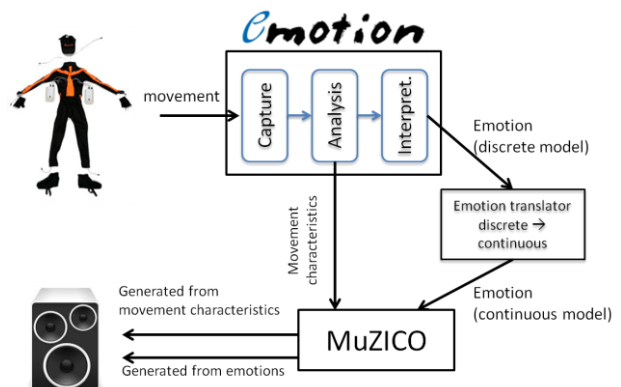 emotion
movement
Capture
Analysis
Interpret.
Emotion
(discrete model)
Movement
characteristics
Emotion translator
discrete →
continuous
Emotion
(continuous model)
Generated from
movement characteristics
MuZICO
Generated from emotions